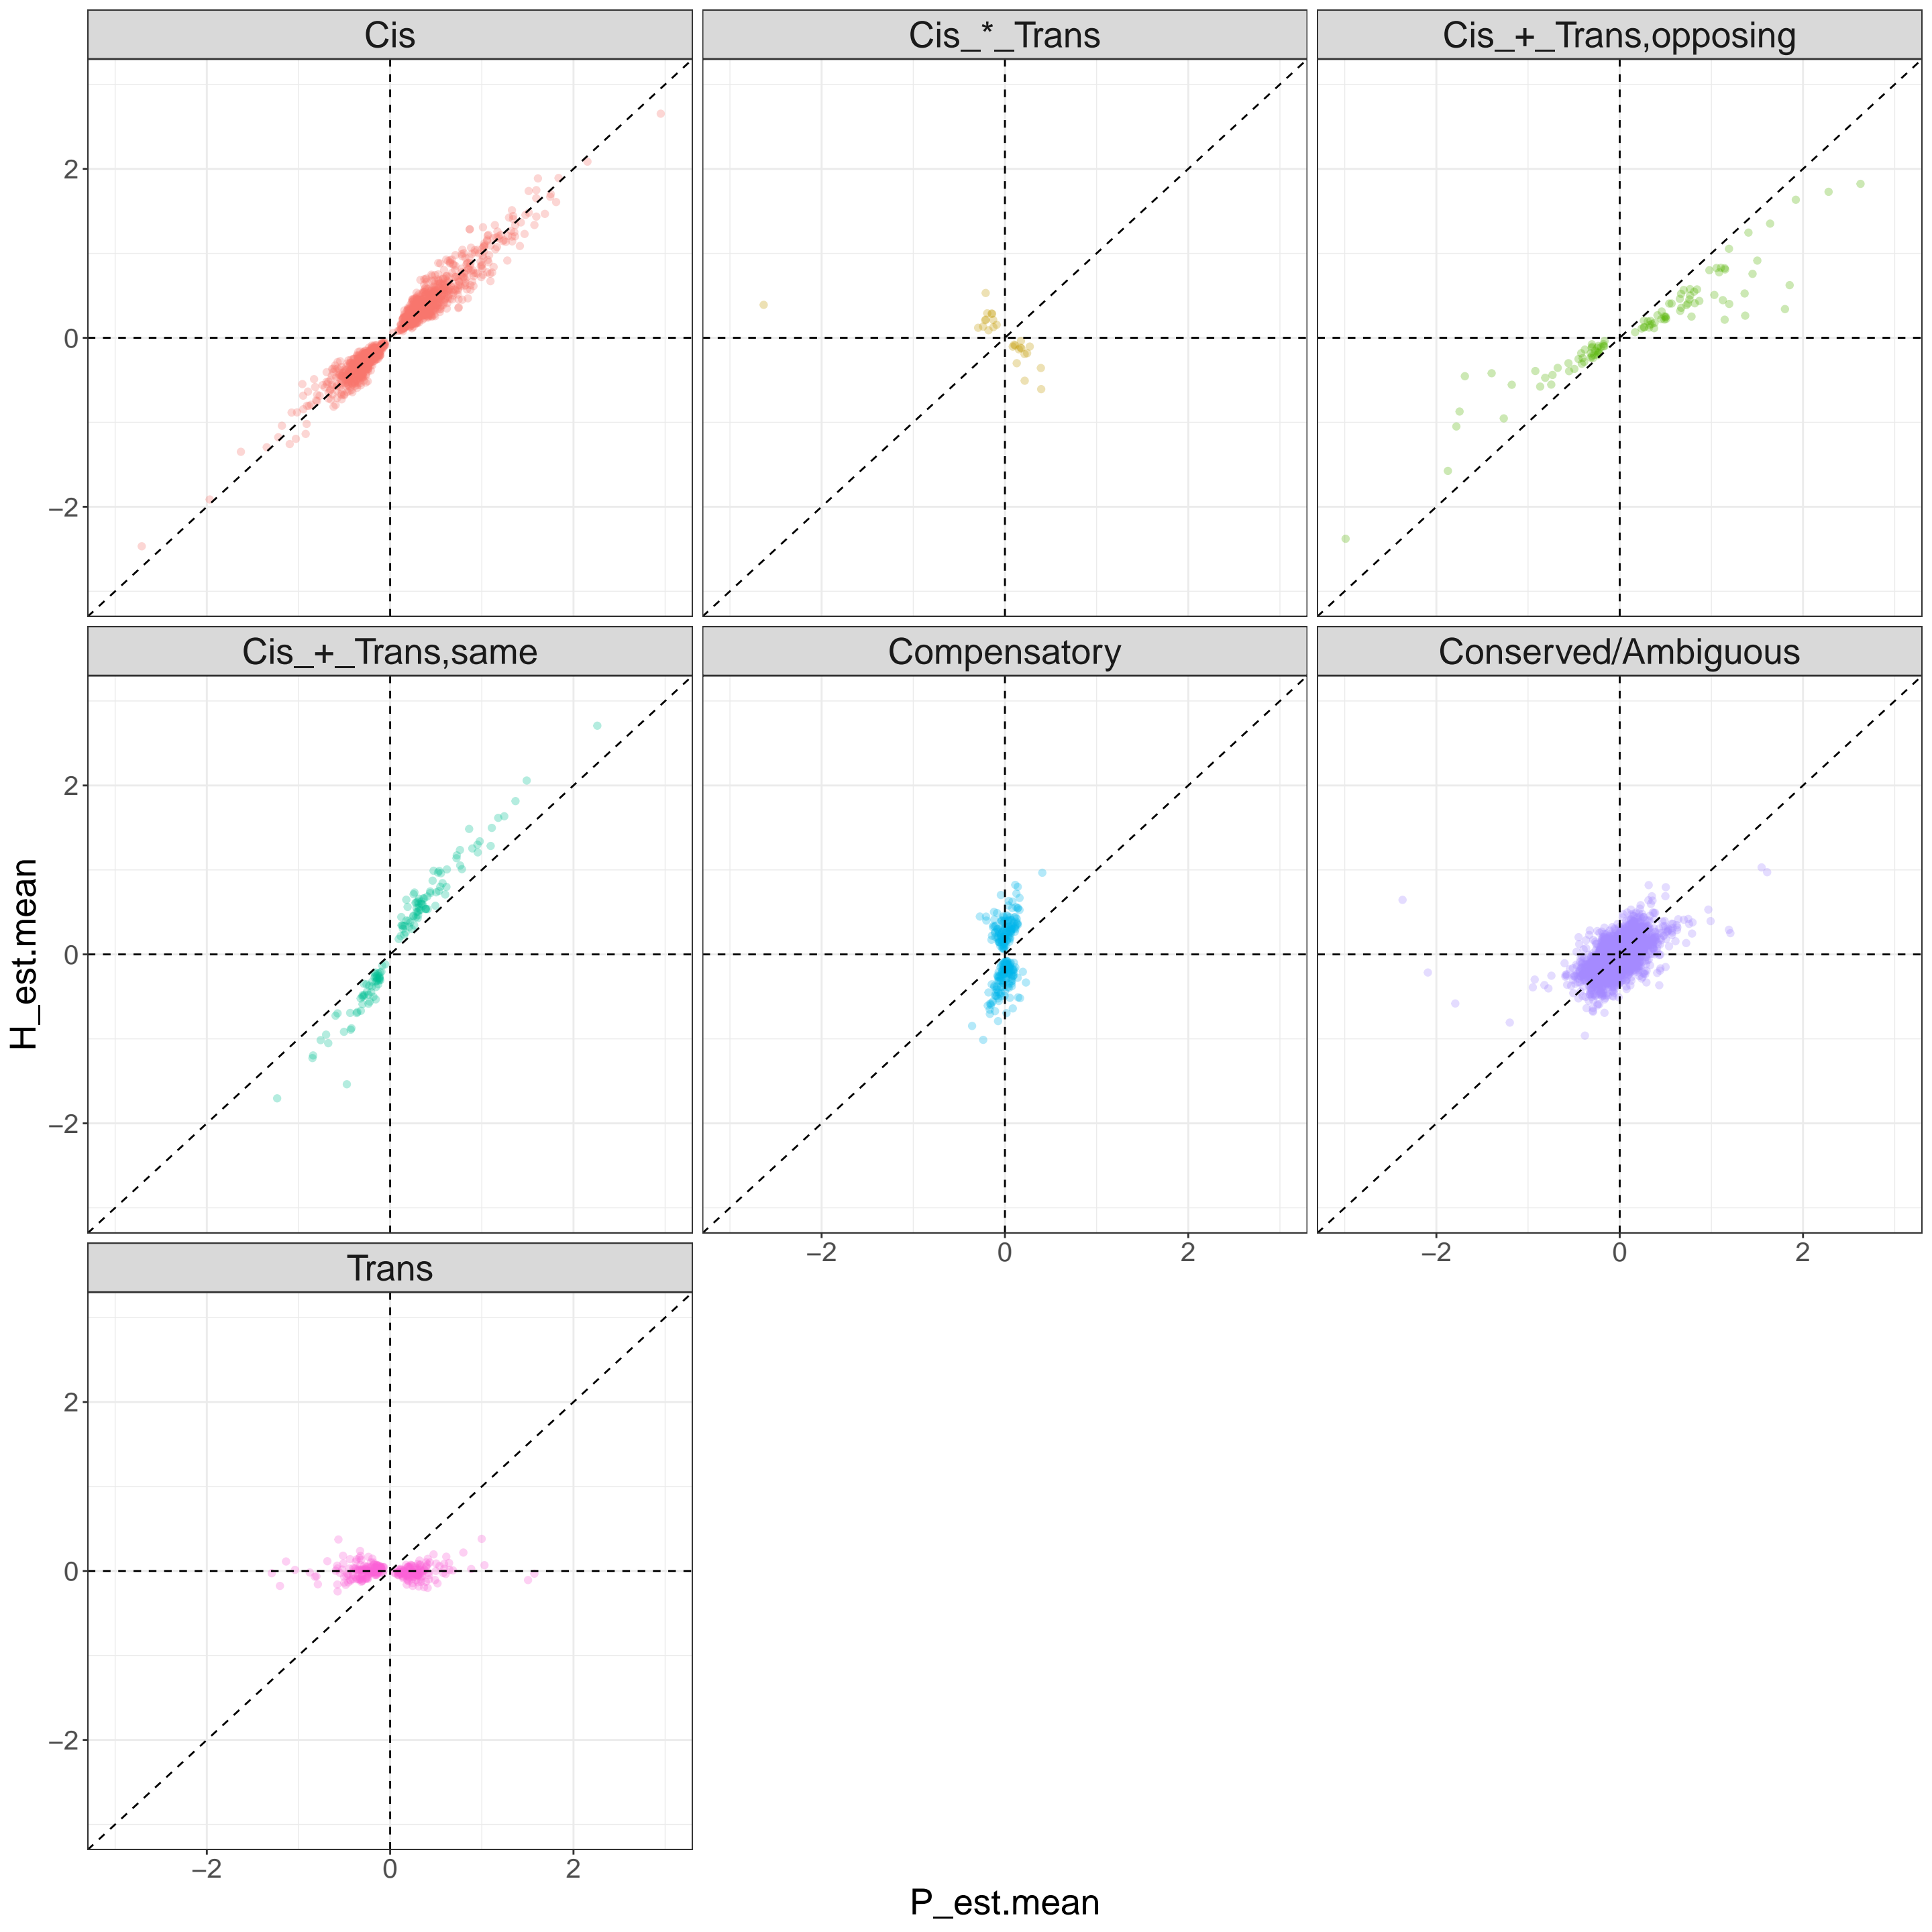 Cis
Cis_*_Trans
Cis_+_Trans,opposing
2
0
−2
Cis_+_Trans,same
Compensatory
Conserved/Ambiguous
2
0
−2
−2 0 2
−2 0 2
Trans
2
0
−2
−2 0 2
H_est.mean
P_est.mean